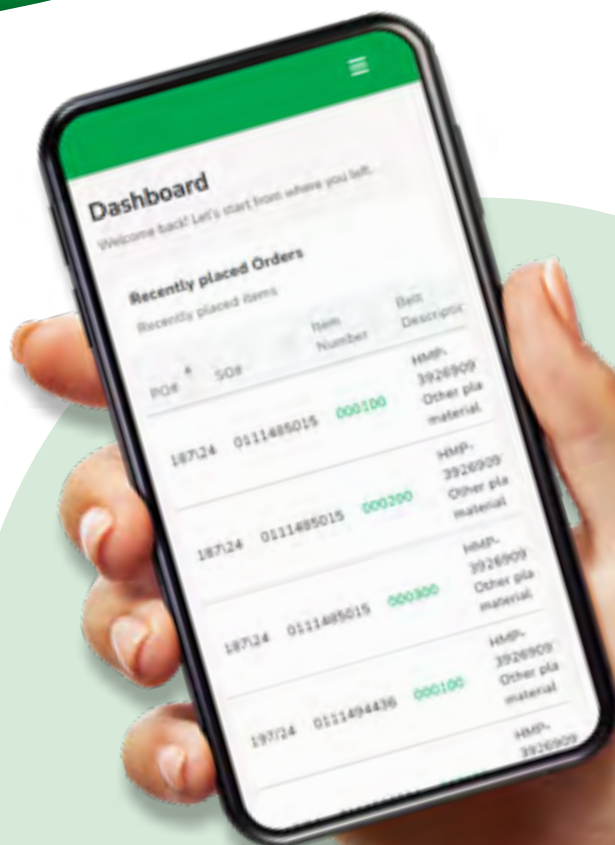 Dashboard
Welcome back! Let's start from where you left.
Recently placed Orders
Recently placed items
PO# SO# Item Number Belt Descriptio
187\24 0111485015 000100 HMP-
3926909
Other pla
material
187\24 0111485015 000200 HMP-
3926909
Other pla
material
187\24 0111485015 000300 HMP-
3926909
Other pla
material
197/24 0111494436 000100 HMP-
3926909
Other pla
material
HMP-
3926909